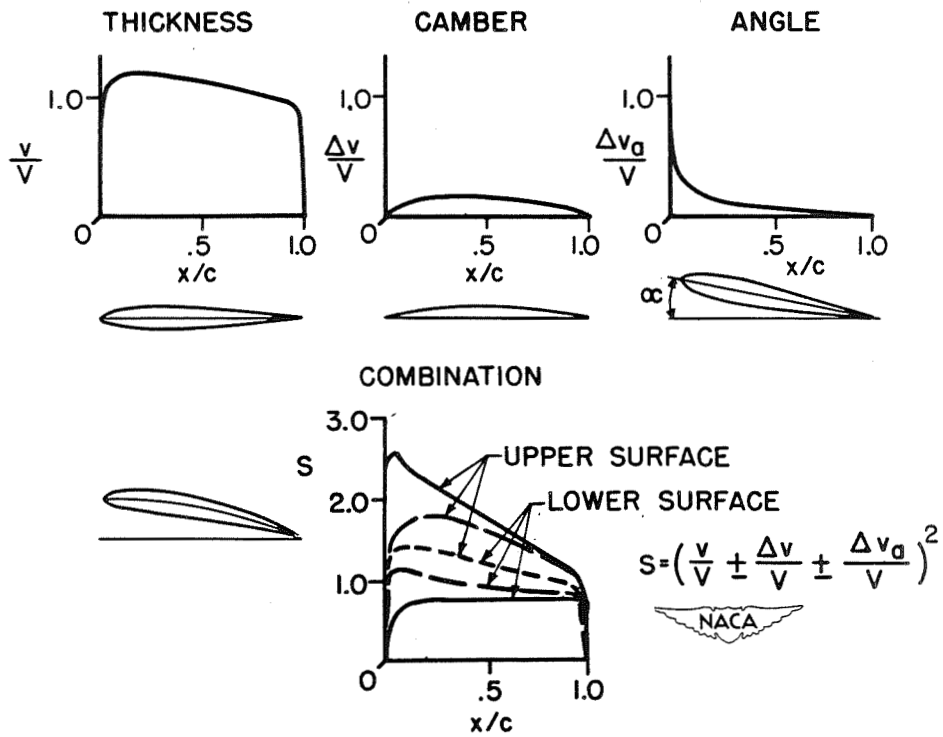 THICKNESS CAMBER ANGLE
1.0 1.0 1.0
v/V Δv/V Δva/V
0 .5 1.0 0 .5 1.0 0 .5 1.0
x/c x/c x/c
∝
COMBINATION
3.0
S UPPER SURFACE
2.0 LOWER SURFACE
S=(v/V ± Δv/V ± Δva/V)²
1.0
NACA
0 .5 1.0
x/c